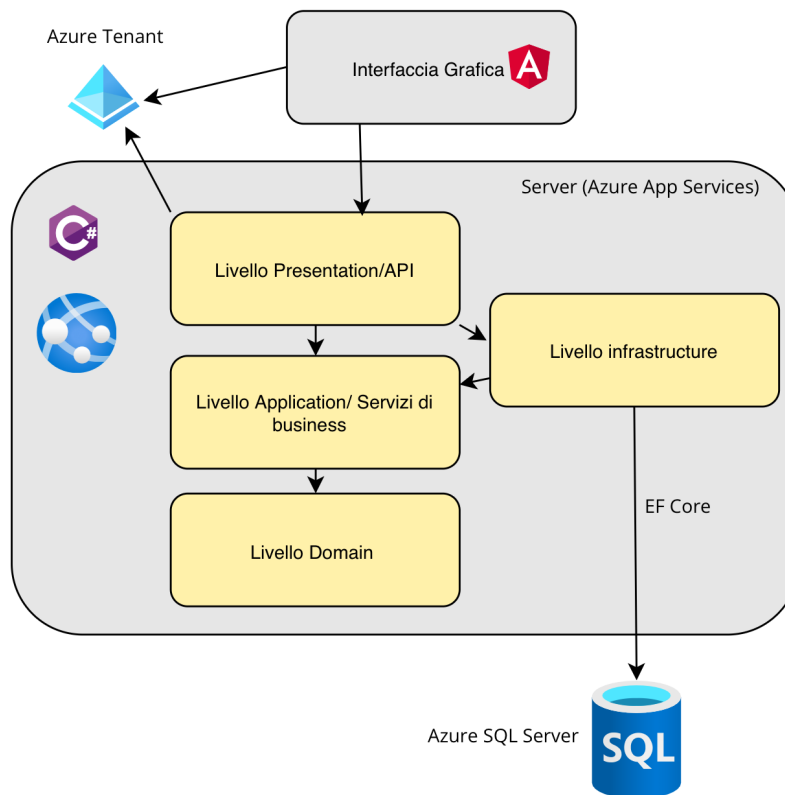 Azure Tenant
Interfaccia Grafica
A
Server (Azure App Services)
C#
Livello Presentation/API
Livello infrastructure
Livello Application/ Servizi di
business
EF Core
Livello Domain
Azure SQL Server
SQL